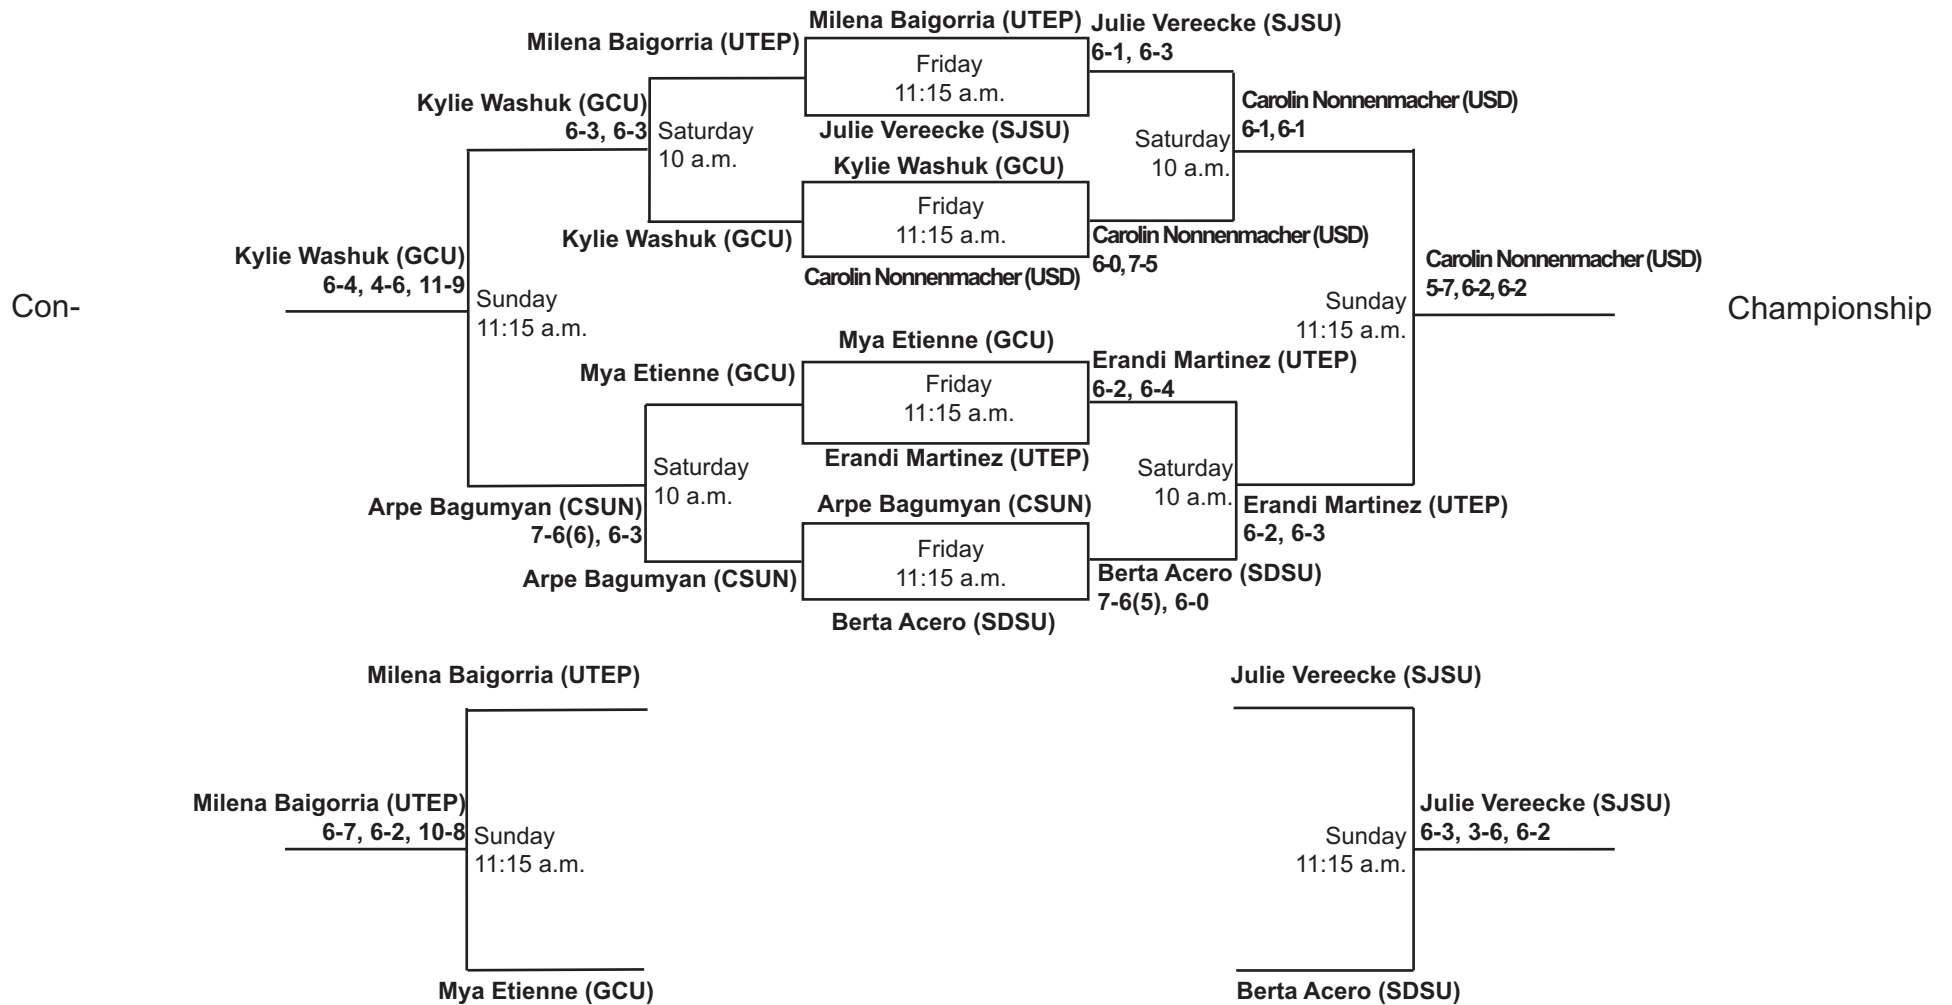 Milena Baigorria (UTEP)
Julie Vereecke (SJSU)
6-1, 6-3
Milena Baigorria (UTEP)
Friday
11:15 a.m.
Kylie Washuk (GCU)
6-3, 6-3
Carolin Nonnenmacher (USD)
6-1, 6-1
Saturday
10 a.m.
Julie Vereecke (SJSU)
Saturday
10 a.m.
Kylie Washuk (GCU)
Friday
11:15 a.m.
Kylie Washuk (GCU)
Carolin Nonnenmacher (USD)
6-0, 7-5
Carolin Nonnenmacher (USD)
Kylie Washuk (GCU)
6-4, 4-6, 11-9
Carolin Nonnenmacher (USD)
5-7, 6-2, 6-2
Con-
Sunday
11:15 a.m.
Sunday
11:15 a.m.
Championship
Mya Etienne (GCU)
Mya Etienne (GCU)
Friday
11:15 a.m.
Erandi Martinez (UTEP)
6-2, 6-4
Erandi Martinez (UTEP)
Saturday
10 a.m.
Saturday
10 a.m.
Arpe Bagumyan (CSUN)
7-6(6), 6-3
Arpe Bagumyan (CSUN)
Erandi Martinez (UTEP)
6-2, 6-3
Friday
11:15 a.m.
Arpe Bagumyan (CSUN)
Berta Acero (SDSU)
7-6(5), 6-0
Berta Acero (SDSU)
Milena Baigorria (UTEP)
Julie Vereecke (SJSU)
Milena Baigorria (UTEP)
6-7, 6-2, 10-8
Sunday
11:15 a.m.
Sunday
11:15 a.m.
Julie Vereecke (SJSU)
6-3, 3-6, 6-2
Mya Etienne (GCU)
Berta Acero (SDSU)